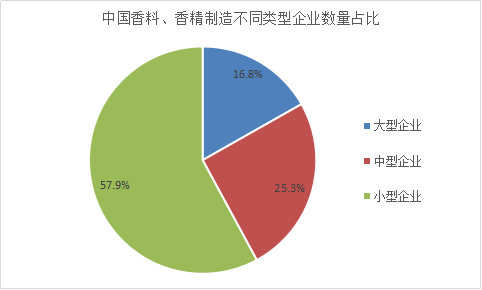 中国香料、香精制造不同类型企业数量占比
16.8%
25.3%
57.9%
大型企业
中型企业
小型企业